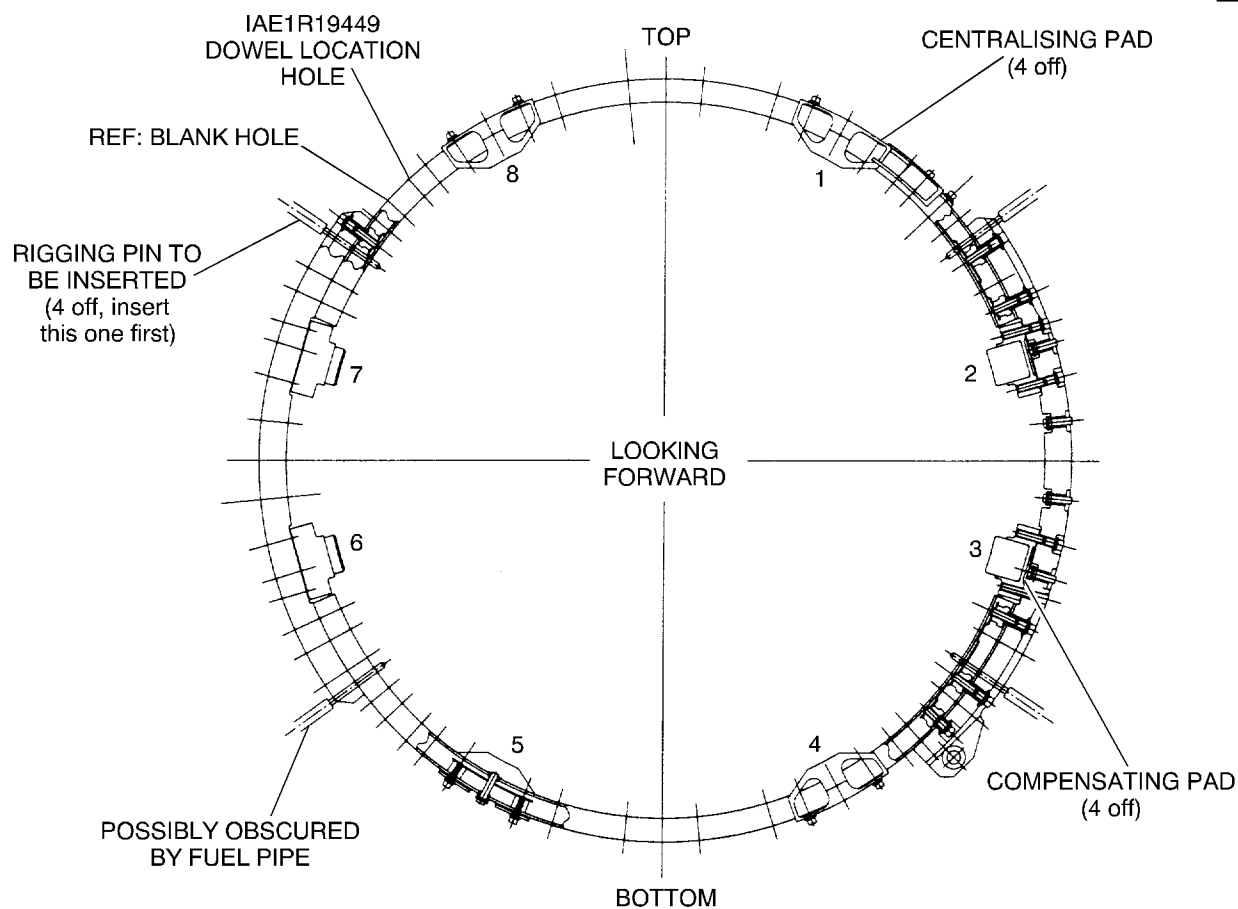 IAE1R19449
DOWEL LOCATION
HOLE
TOP
CENTRALISING PAD
(4 off)
REF: BLANK HOLE
8
1
RIGGING PIN TO
BE INSERTED
(4 off, insert
this one first)
7
2
LOOKING
FORWARD
6
3
5
4
COMPENSATING PAD
(4 off)
POSSIBLY OBSCURED
BY FUEL PIPE
BOTTOM